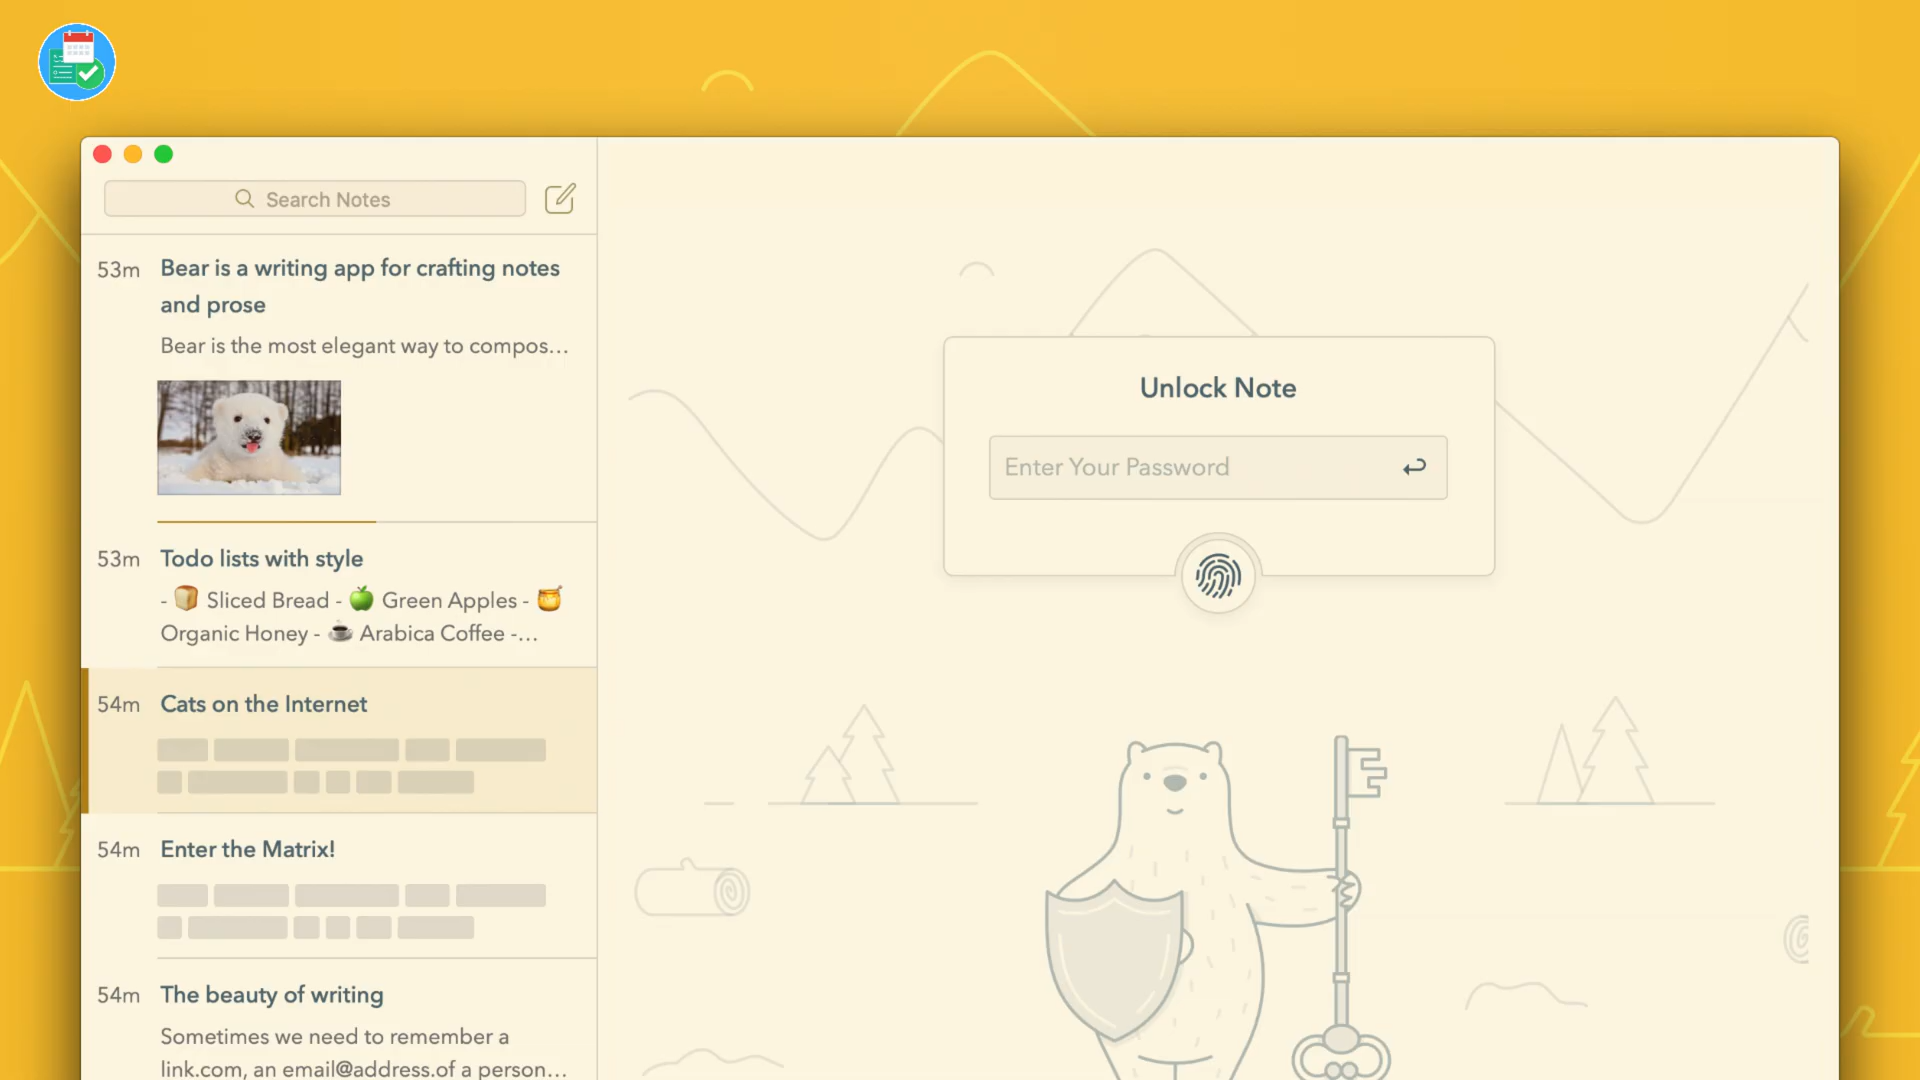 Search Notes
53m
Bear is a writing app for crafting notes
and prose
Bear is the most elegant way to compos…
53m
Todo lists with style
- 🍞 Sliced Bread - 🍏 Green Apples - 🍯
Organic Honey - ☕ Arabica Coffee -…
54m
Cats on the Internet
54m
Enter the Matrix!
54m
The beauty of writing
Sometimes we need to remember a
link.com, an email@address.of a person…
Unlock Note
Enter Your Password